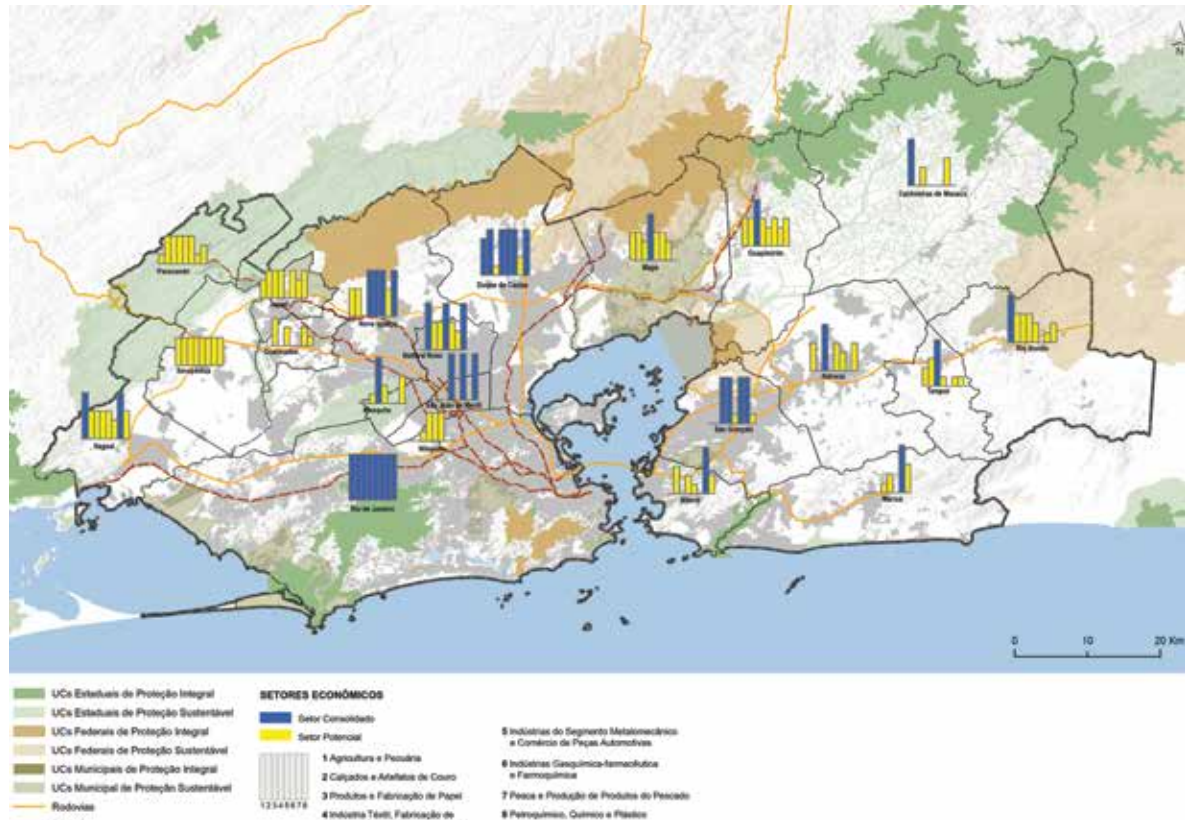 N
Cachoeiras de Macacu
Guapimirim
Magé
Duque de Caxias
Paracambi
Japeri
Nova Iguaçu
Rio Bonito
Belford Roxo
Queimados
Seropédica
Itaboraí
Tanguá
São João de Meriti
Mesquita
Nilópolis
São Gonçalo
Itaguaí
Rio de Janeiro
Niterói
Maricá
0 10 20 Km
UCs Estaduais de Proteção Integral
UCs Estaduais de Proteção Sustentável
UCs Federais de Proteção Integral
UCs Federais de Proteção Sustentável
UCs Municipais de Proteção Integral
UCs Municipal de Proteção Sustentável
Rodovias
SETORES ECONÔMICOS
Setor Consolidado
Setor Potencial
12345678
1 Agricultura e Pecuária
2 Calçados e Artefatos de Couro
3 Produtos e Fabricação de Papel
4 Indústria Têxtil, Fabricação de
5 Indústrias do Segmento Metalomecânico
e Comércio de Peças Automotivas
6 Indústrias Gasquímica-farmacêutica
e Farmoquímica
7 Pesca e Produção de Produtos do Pescado
8 Petroquímico, Químico e Plástico